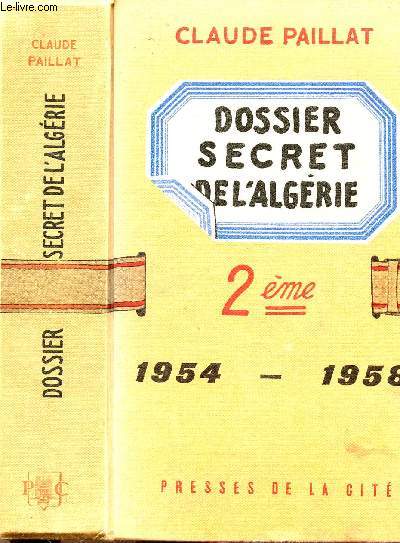 Le-livre.com
CLAUDE
PAILLAT
DOSSIER SECRET DE L'ALGÉRIE
P C
CLAUDE PAILLAT
DOSSIER
SECRET
DE L'ALGÉRIE
2ème
1954 - 1958
PRESSES DE LA CITÉ